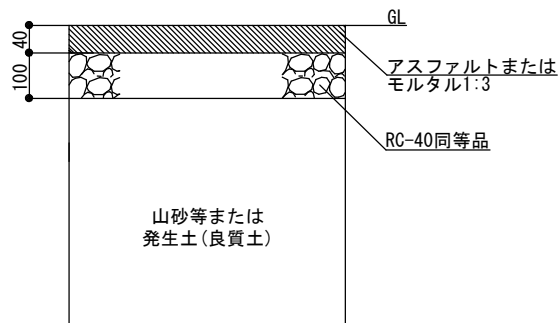 GL
40
アスファルトまたは
モルタル1:3
100
RC-40同等品
山砂等または
発生土(良質土)